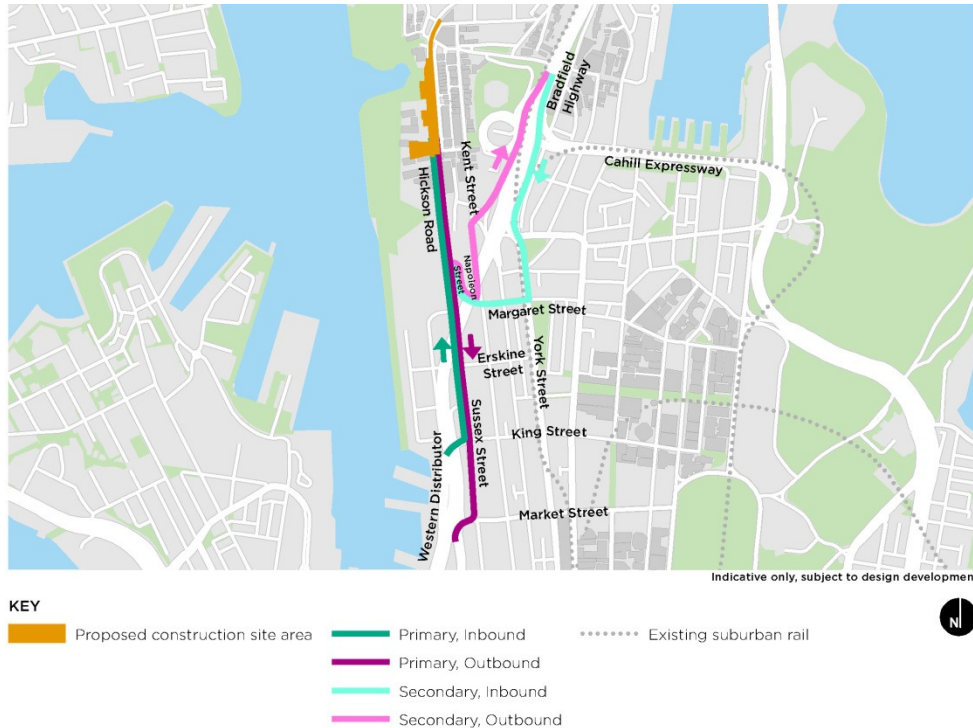 Bradfield
Highway
Kent Street
Cahill Expressway
Hickson Road
Napoleon
Street
Margaret Street
Erskine
Street
York Street
Sussex Street
King Street
Western Distributor
Market Street
Indicative only, subject to design developmen
KEY
Proposed construction site area
Primary, Inbound
Existing suburban rail
N
Primary, Outbound
Secondary, Inbound
Secondary, Outbound